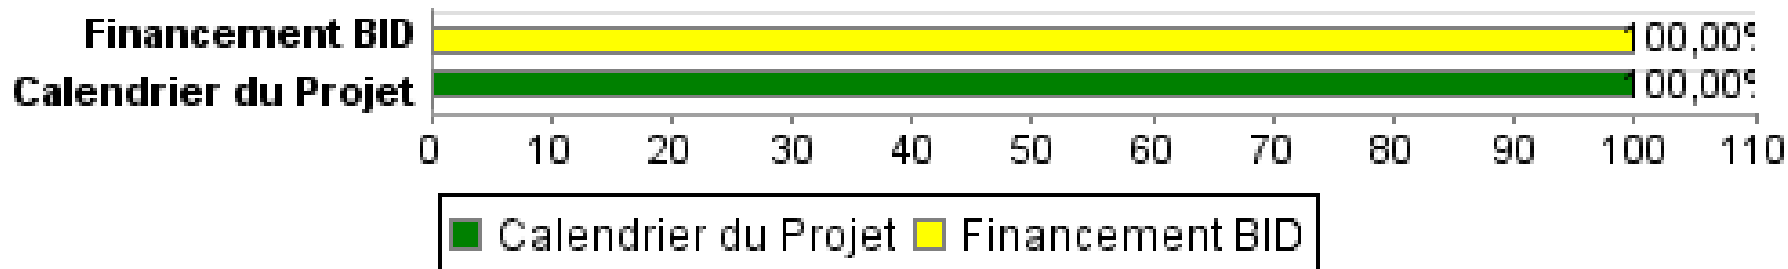 Financement BID
100,00%
Calendrier du Projet
100,00%
0 10 20 30 40 50 60 70 80 90 100 110
Calendrier du Projet Financement BID